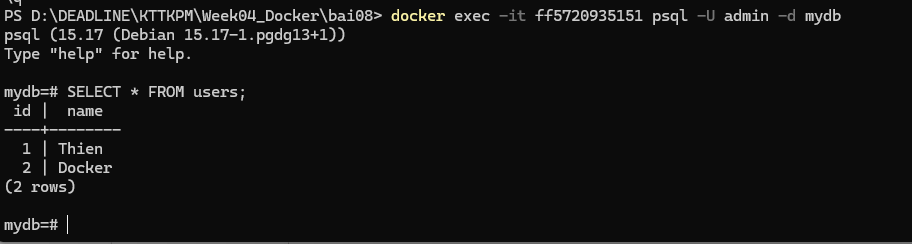 \q
PS D:\DEADLINE\KTTKPM\Week04_Docker\bai08> docker exec -it ff5720935151 psql -U admin -d mydb
psql (15.17 (Debian 15.17-1.pgdg13+1))
Type "help" for help.
mydb=# SELECT * FROM users;
 id |  name
----+--------
  1 | Thien
  2 | Docker
(2 rows)
mydb=#